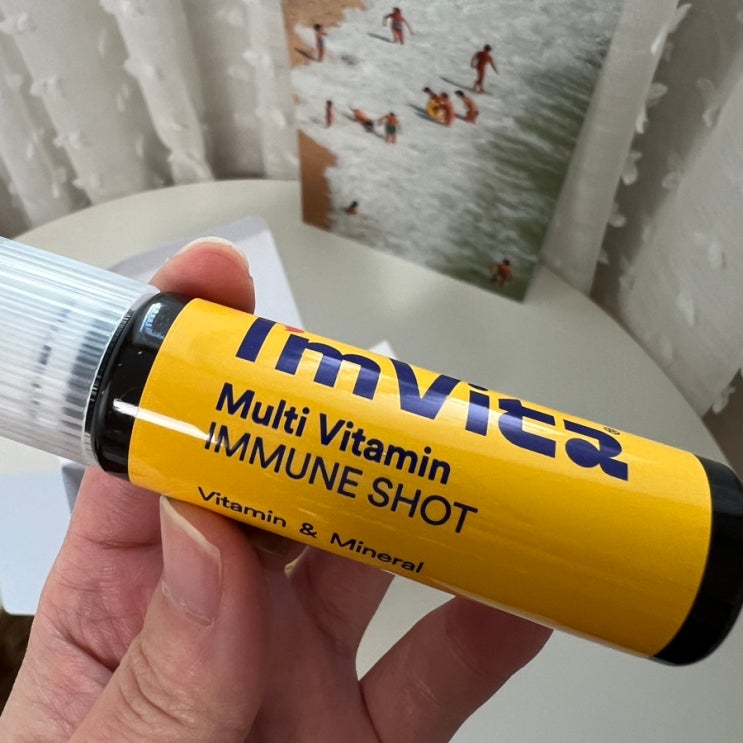 I'mVita®
Multi Vitamin
IMMUNE SHOT
Vitamin & Mineral